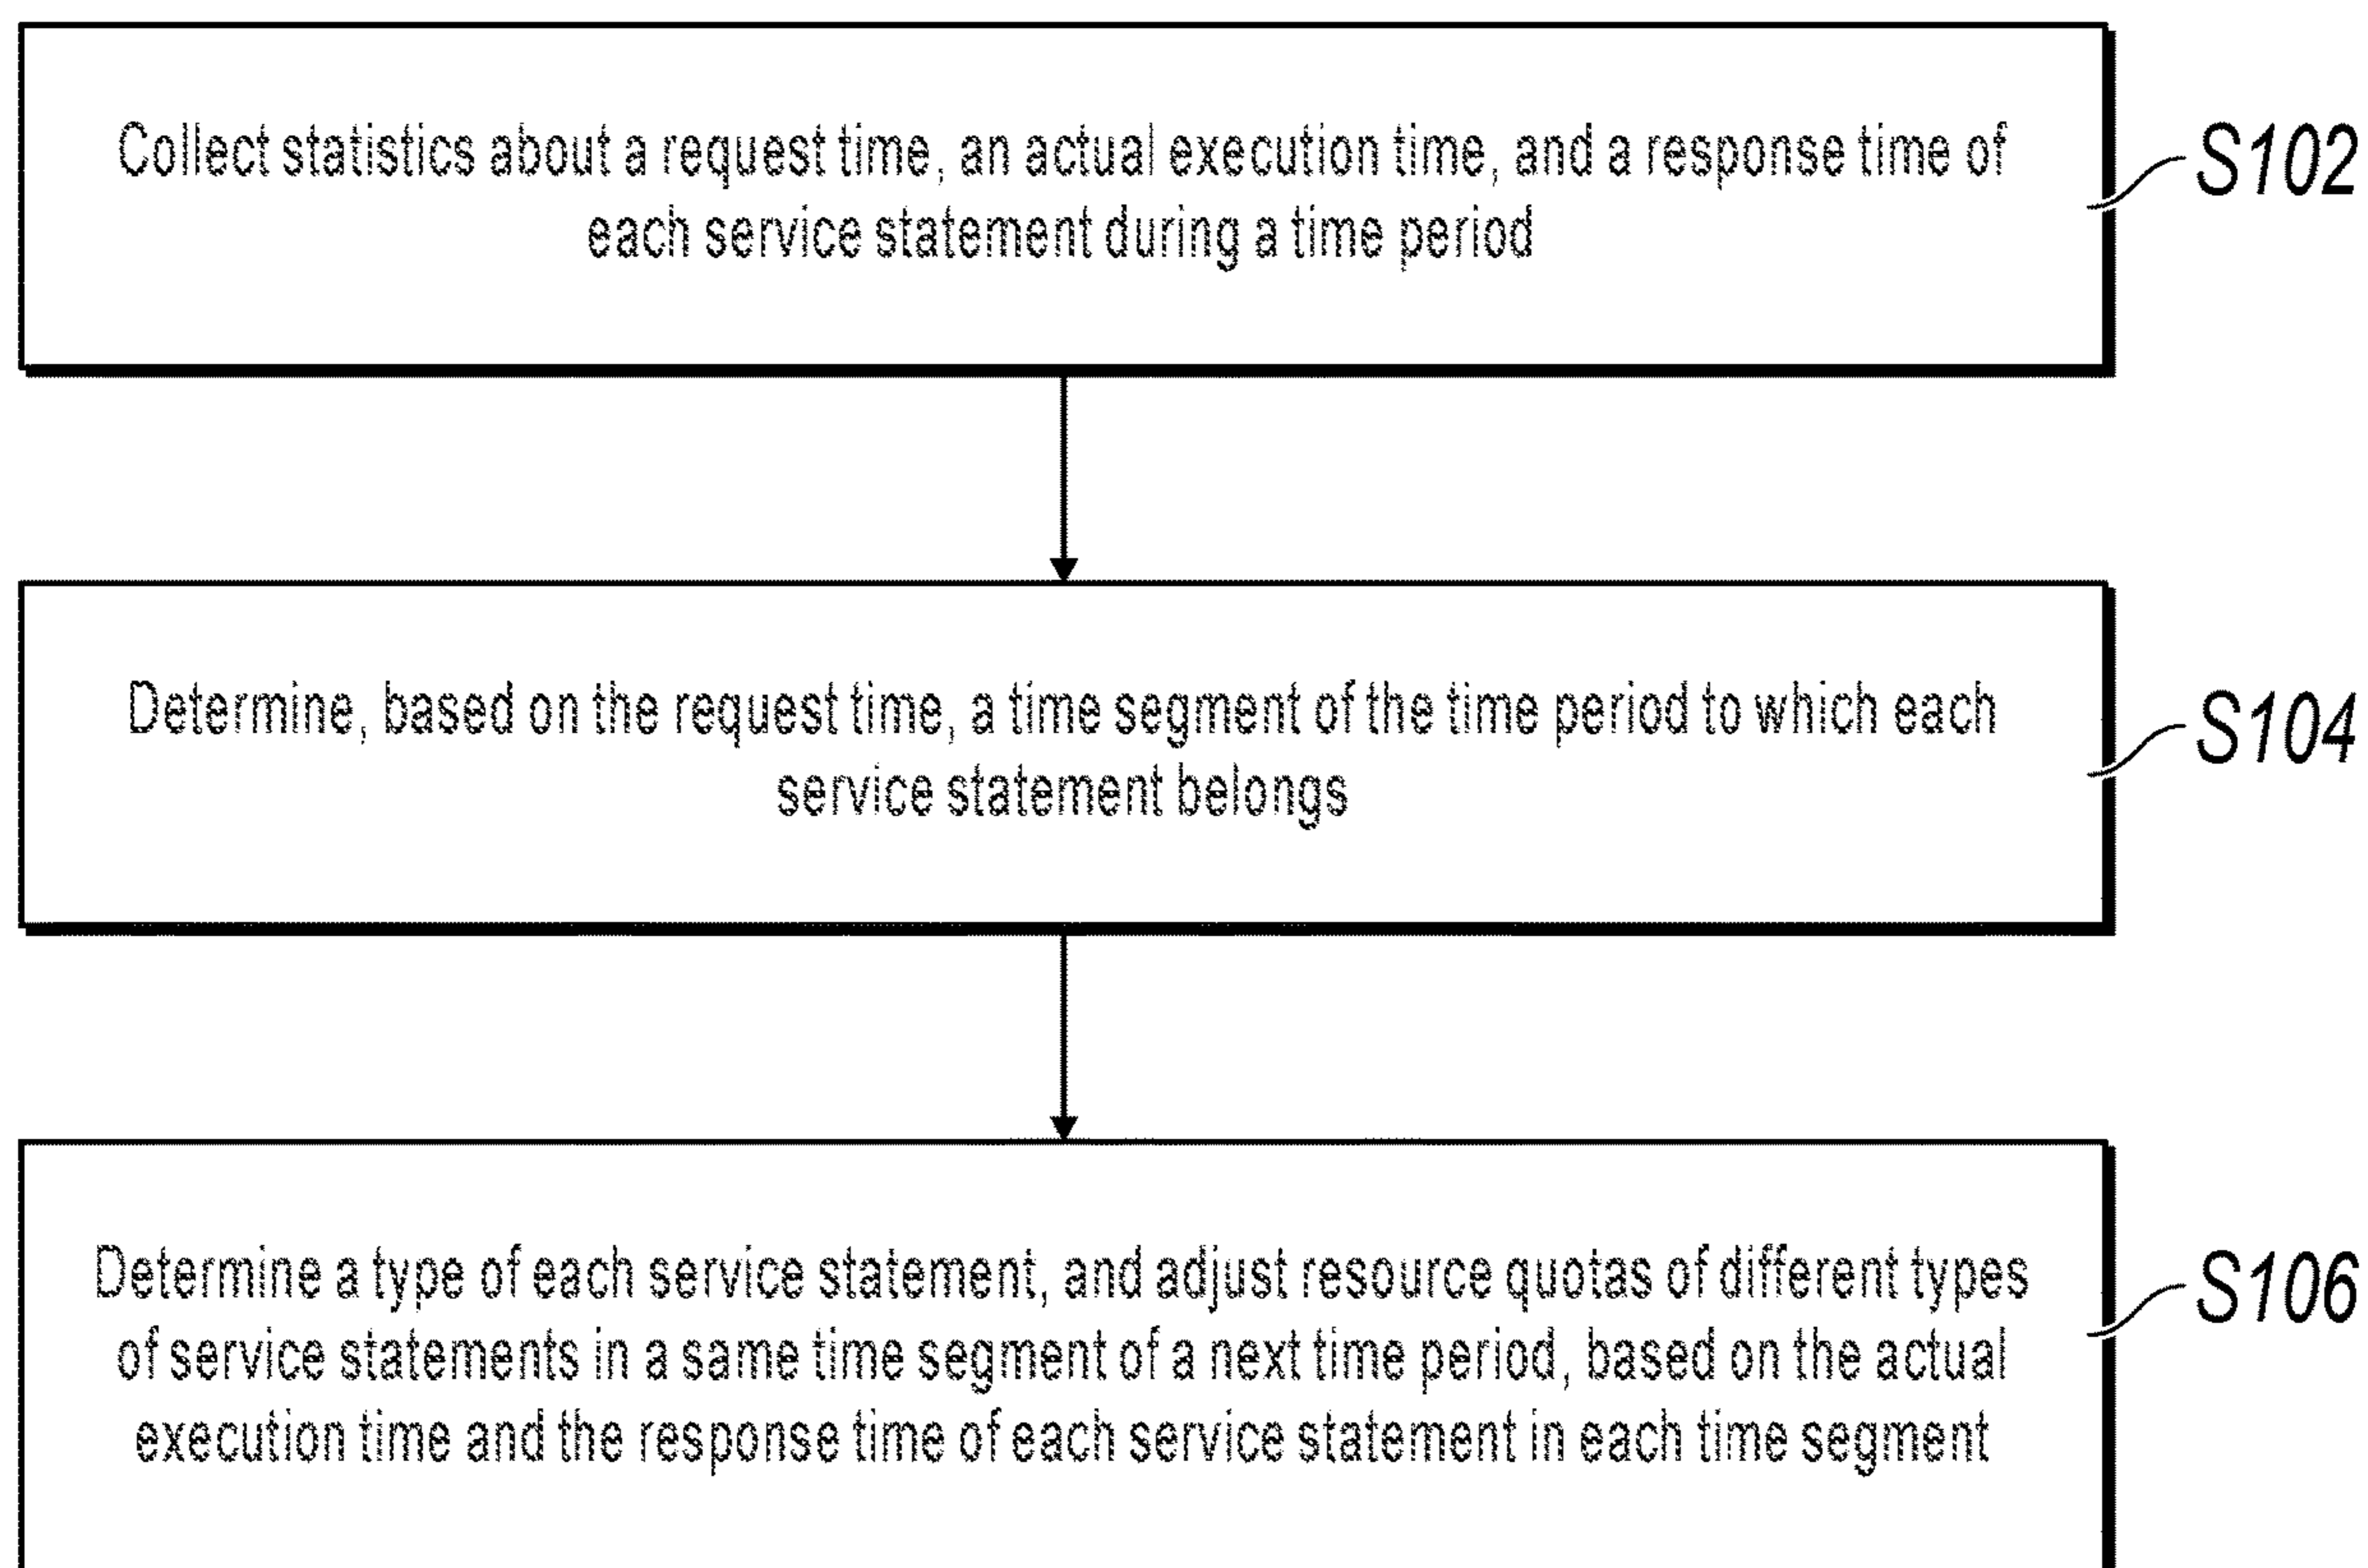 Collect statistics about a request time, an actual execution time, and a response time of
each service statement during a time period
S102
Determine, based on the request time, a time segment of the time period to which each
service statement belongs
S104
Determine a type of each service statement, and adjust resource quotas of different types
of service statements in a same time segment of a next time period, based on the actual
execution time and the response time of each service statement in each time segment
S106